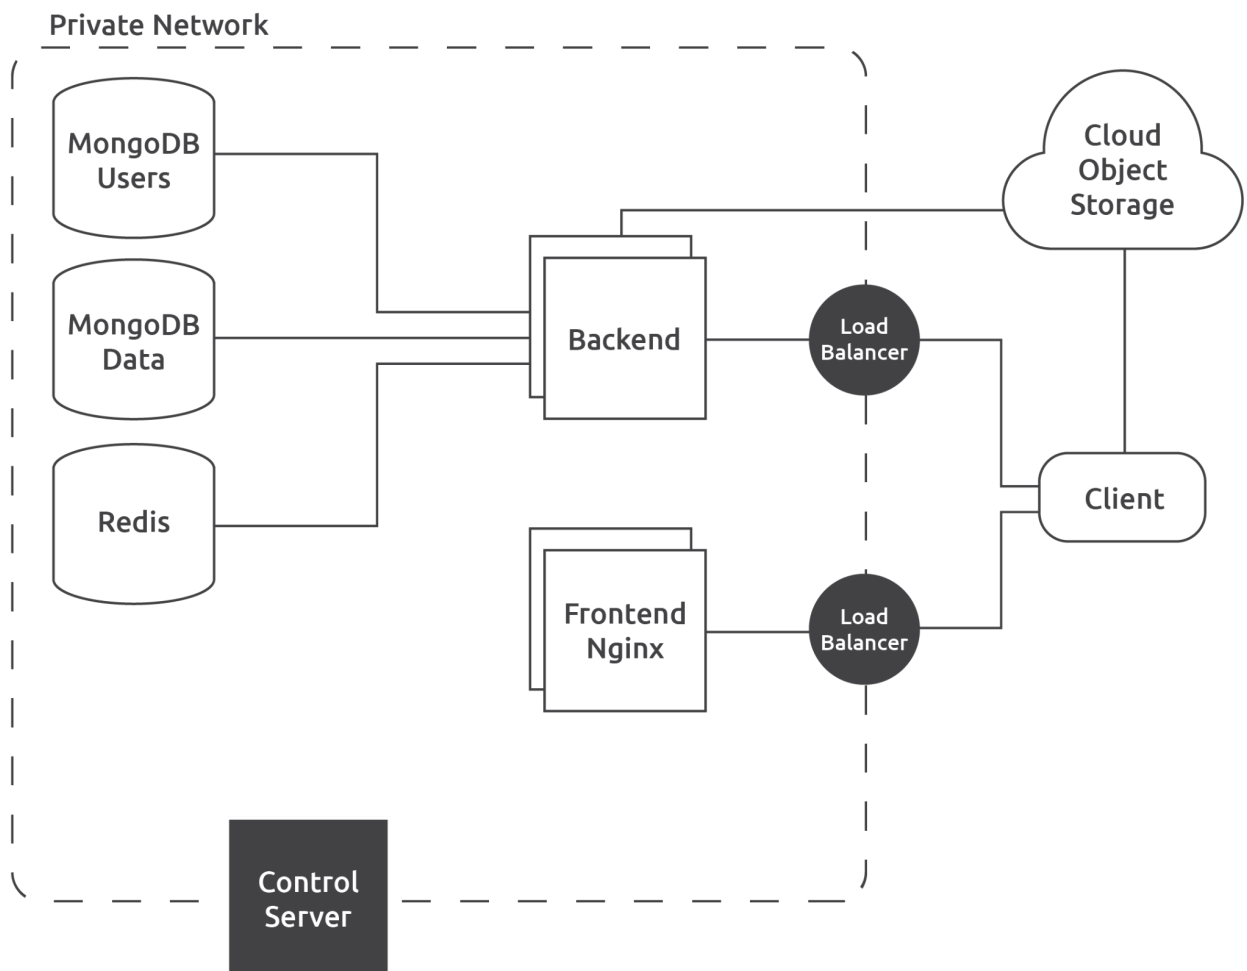 Private Network
MongoDB
Users
Cloud
Object
Storage
MongoDB
Data
Backend
Load
Balancer
Redis
Client
Frontend
Nginx
Load
Balancer
Control
Server